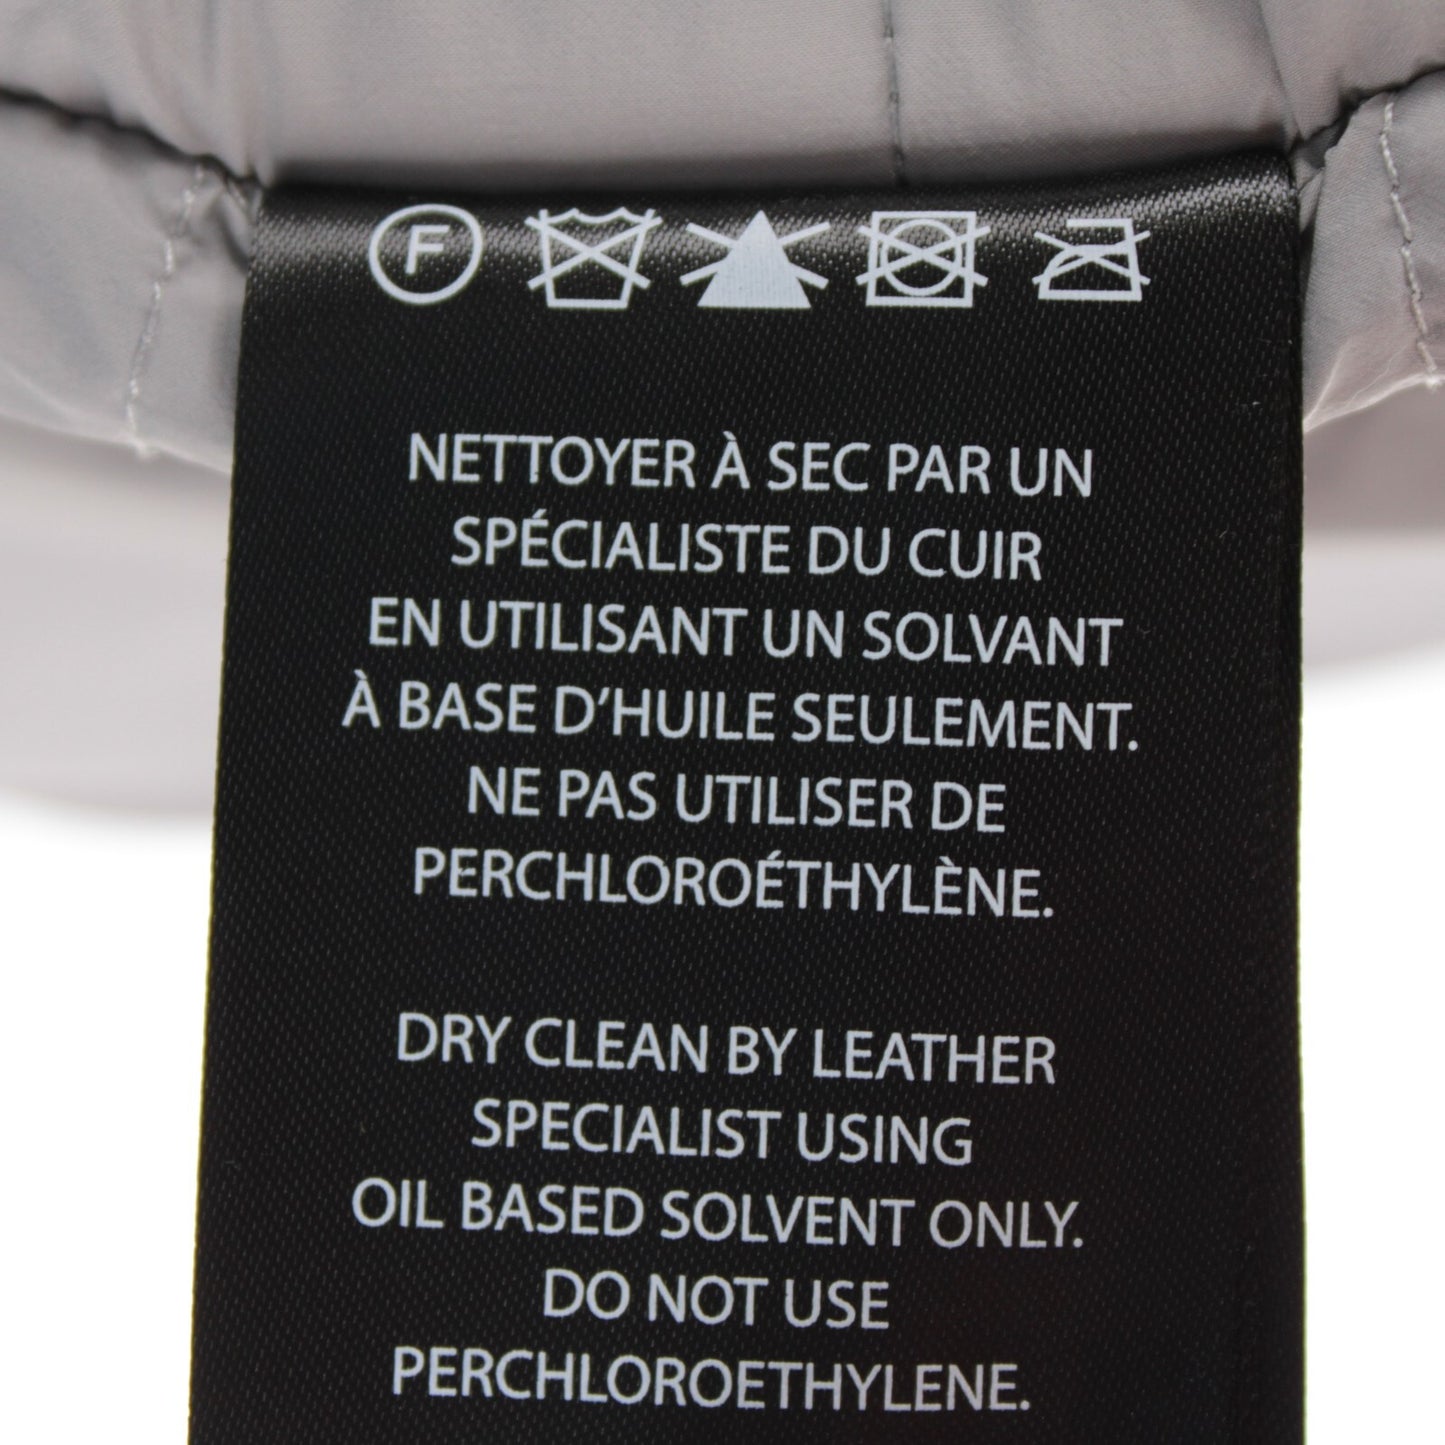 F
NETTOYER À SEC PAR UN
SPÉCIALISTE DU CUIR
EN UTILISANT UN SOLVANT
À BASE D'HUILE SEULEMENT.
NE PAS UTILISER DE
PERCHLOROÉTHYLÈNE.
DRY CLEAN BY LEATHER
SPECIALIST USING
OIL BASED SOLVENT ONLY.
DO NOT USE
PERCHLOROETHYLENE.